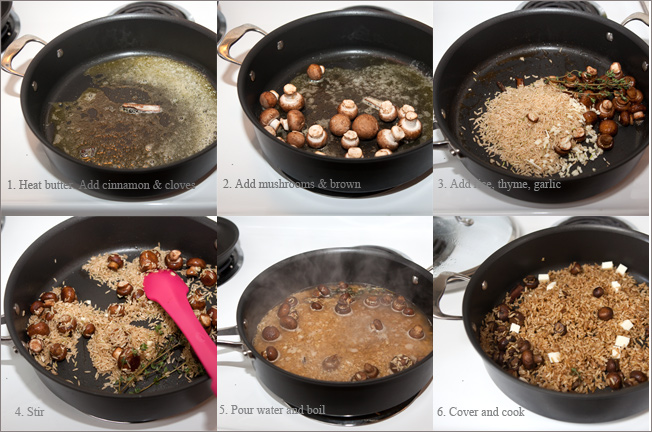 1. Heat butter. Add cinnamon & cloves
2. Add mushrooms & brown
3. Add rice, thyme, garlic
4. Stir
5. Pour water and boil
6. Cover and cook